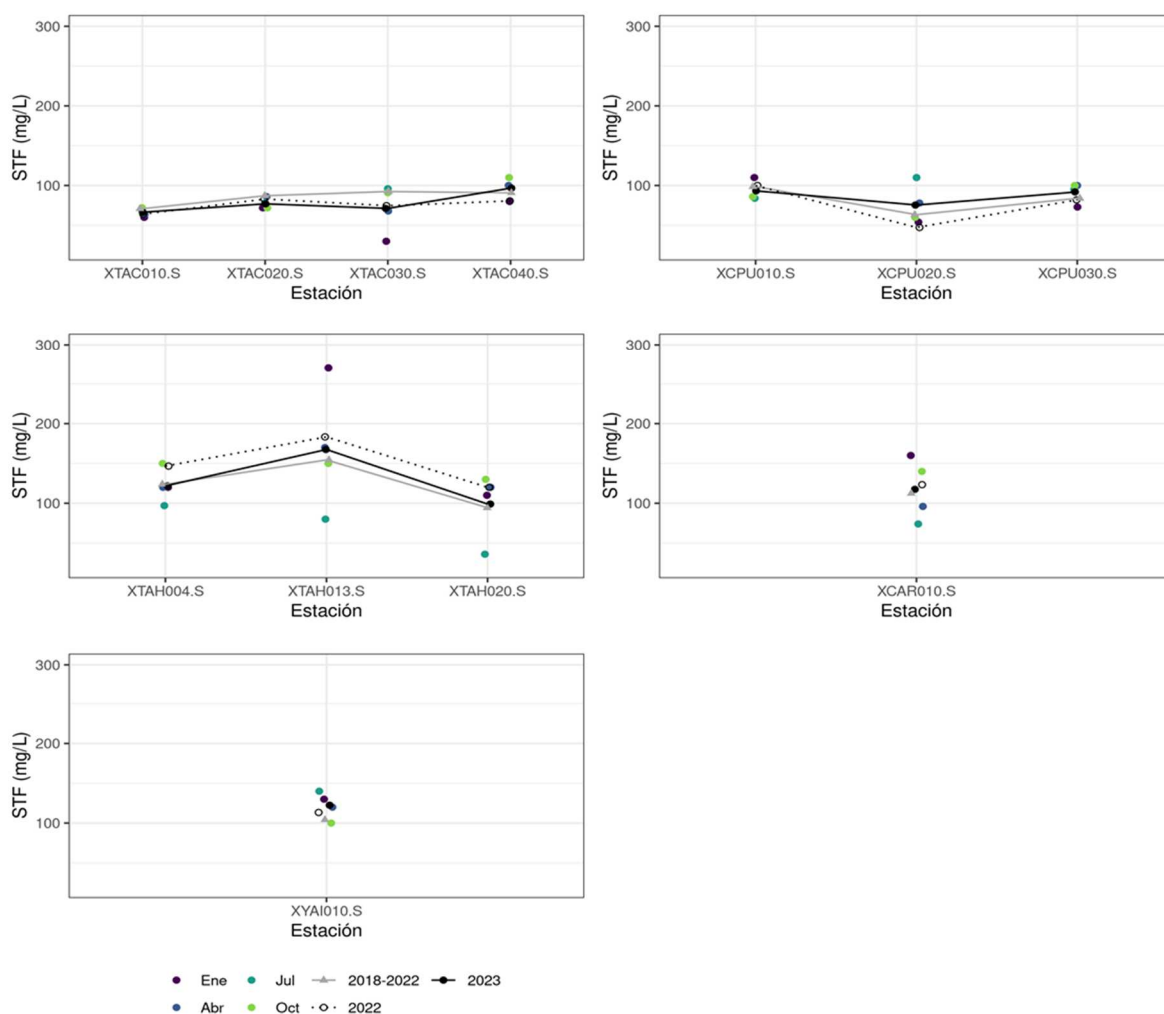 300
200
100
STF (mg/L)
XTAC010.S XTAC020.S XTAC030.S XTAC040.S
Estación
300
200
100
STF (mg/L)
XCPU010.S XCPU020.S XCPU030.S
Estación
300
200
100
STF (mg/L)
XTAH004.S XTAH013.S XTAH020.S
Estación
300
200
100
STF (mg/L)
XCAR010.S
Estación
300
200
100
STF (mg/L)
XYAI010.S
Estación
Ene Jul 2018-2022 2023
Abr Oct 2022